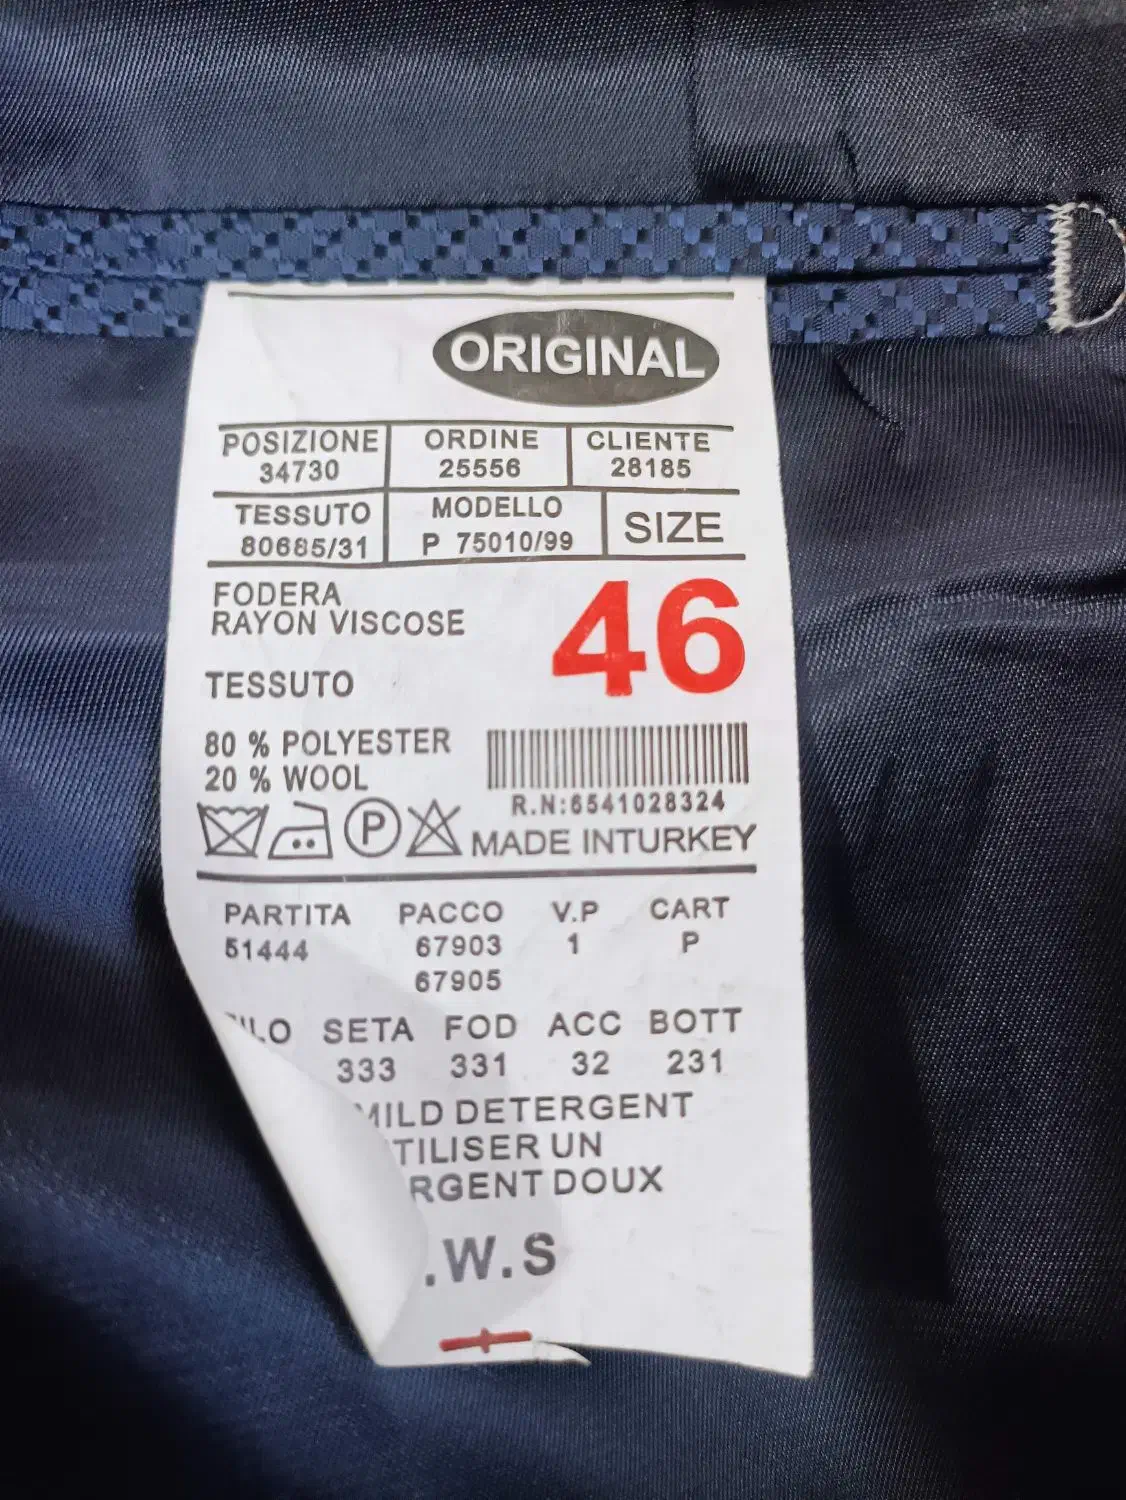 ORIGINAL
POSIZIONE ORDINE CLIENTE
34730 25556 28185
TESSUTO MODELLO SIZE
80685/31 P 75010/99
FODERA
RAYON VISCOSE
46
TESSUTO
80 % POLYESTER
20 % WOOL
R.N:6541028324
P
MADE INTURKEY
PARTITA PACCO V.P CART
51444 67903 1 P
67905
SETA FOD ACC BOTT
333 331 32 231
MILD DETERGENT
TILISER UN
RGENT DOUX
.W.S